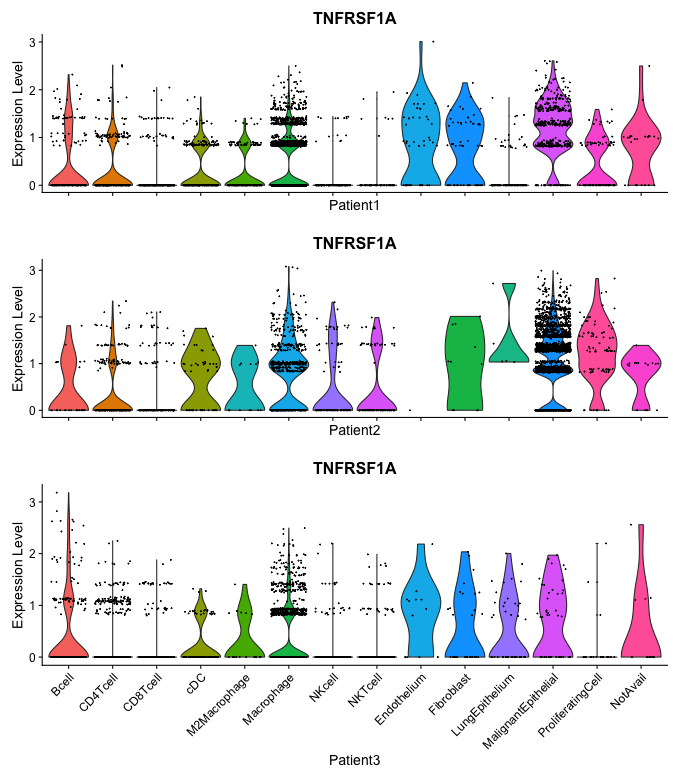 TNFRSF1A
Expression Level
3
2
1
0
Patient1
TNFRSF1A
Expression Level
3
2
1
0
Patient2
TNFRSF1A
Expression Level
3
2
1
0
Bcell
CD4Tcell
CD8Tcell
cDC
M2Macrophage
Macrophage
NKcell
NKTcell
Endothelium
Fibroblast
LungEpithelium
MalignantEpithelial
ProliferatingCell
NotAvail
Patient3